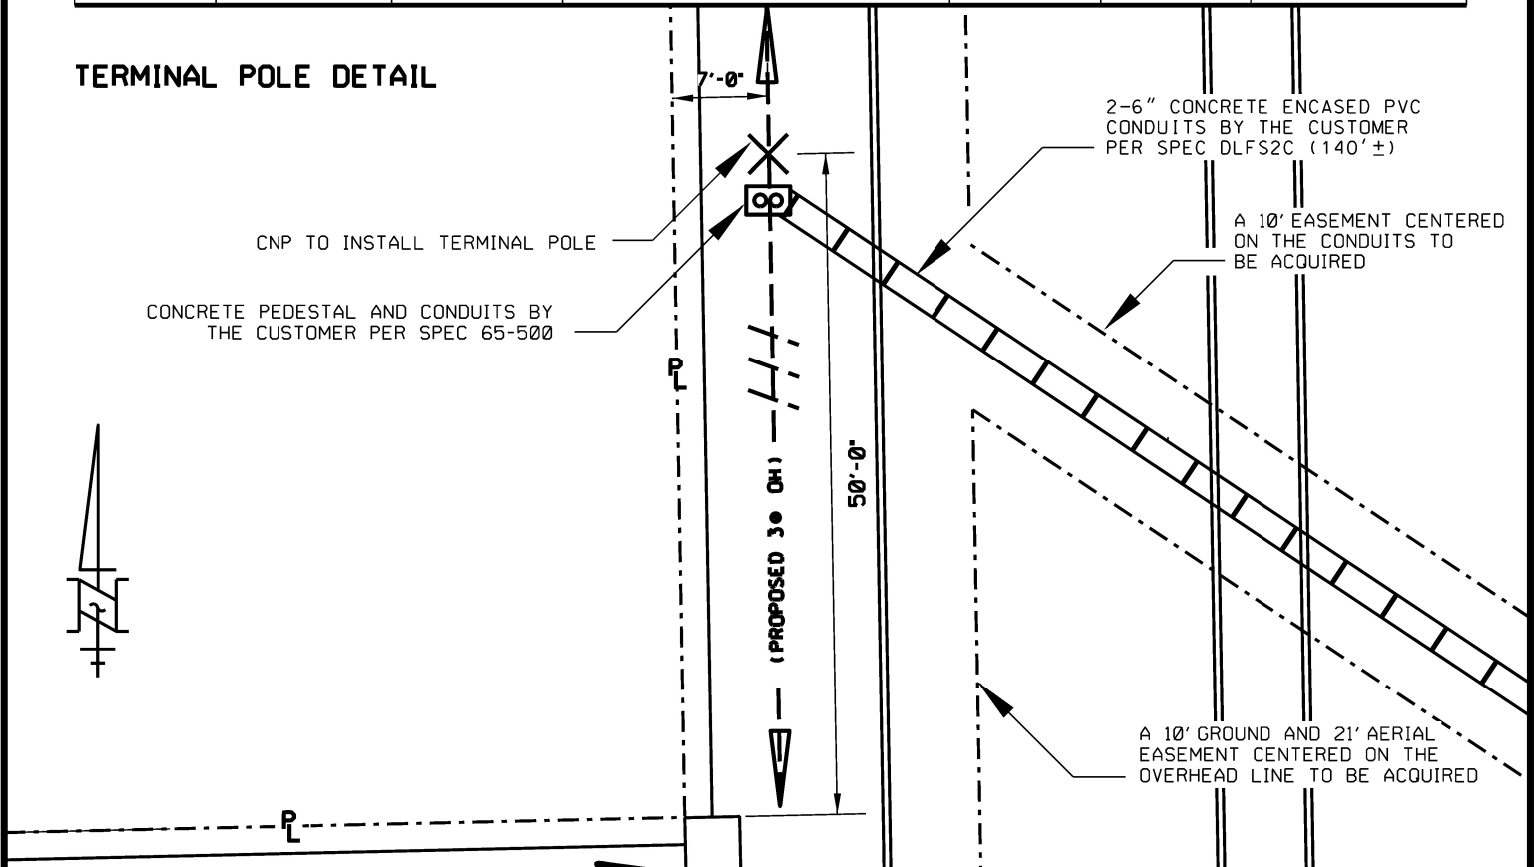 TERMINAL POLE DETAIL
7'-0"
2-6" CONCRETE ENCASED PVC
CONDUITS BY THE CUSTOMER
PER SPEC DLFS2C (140'±)
A 10' EASEMENT CENTERED
ON THE CONDUITS TO
BE ACQUIRED
CNP TO INSTALL TERMINAL POLE
CONCRETE PEDESTAL AND CONDUITS BY
THE CUSTOMER PER SPEC 65-500
PL
50'-0"
(PROPOSED 3Ø OH)
N
A 10' GROUND AND 21' AERIAL
EASEMENT CENTERED ON THE
OVERHEAD LINE TO BE ACQUIRED
PL